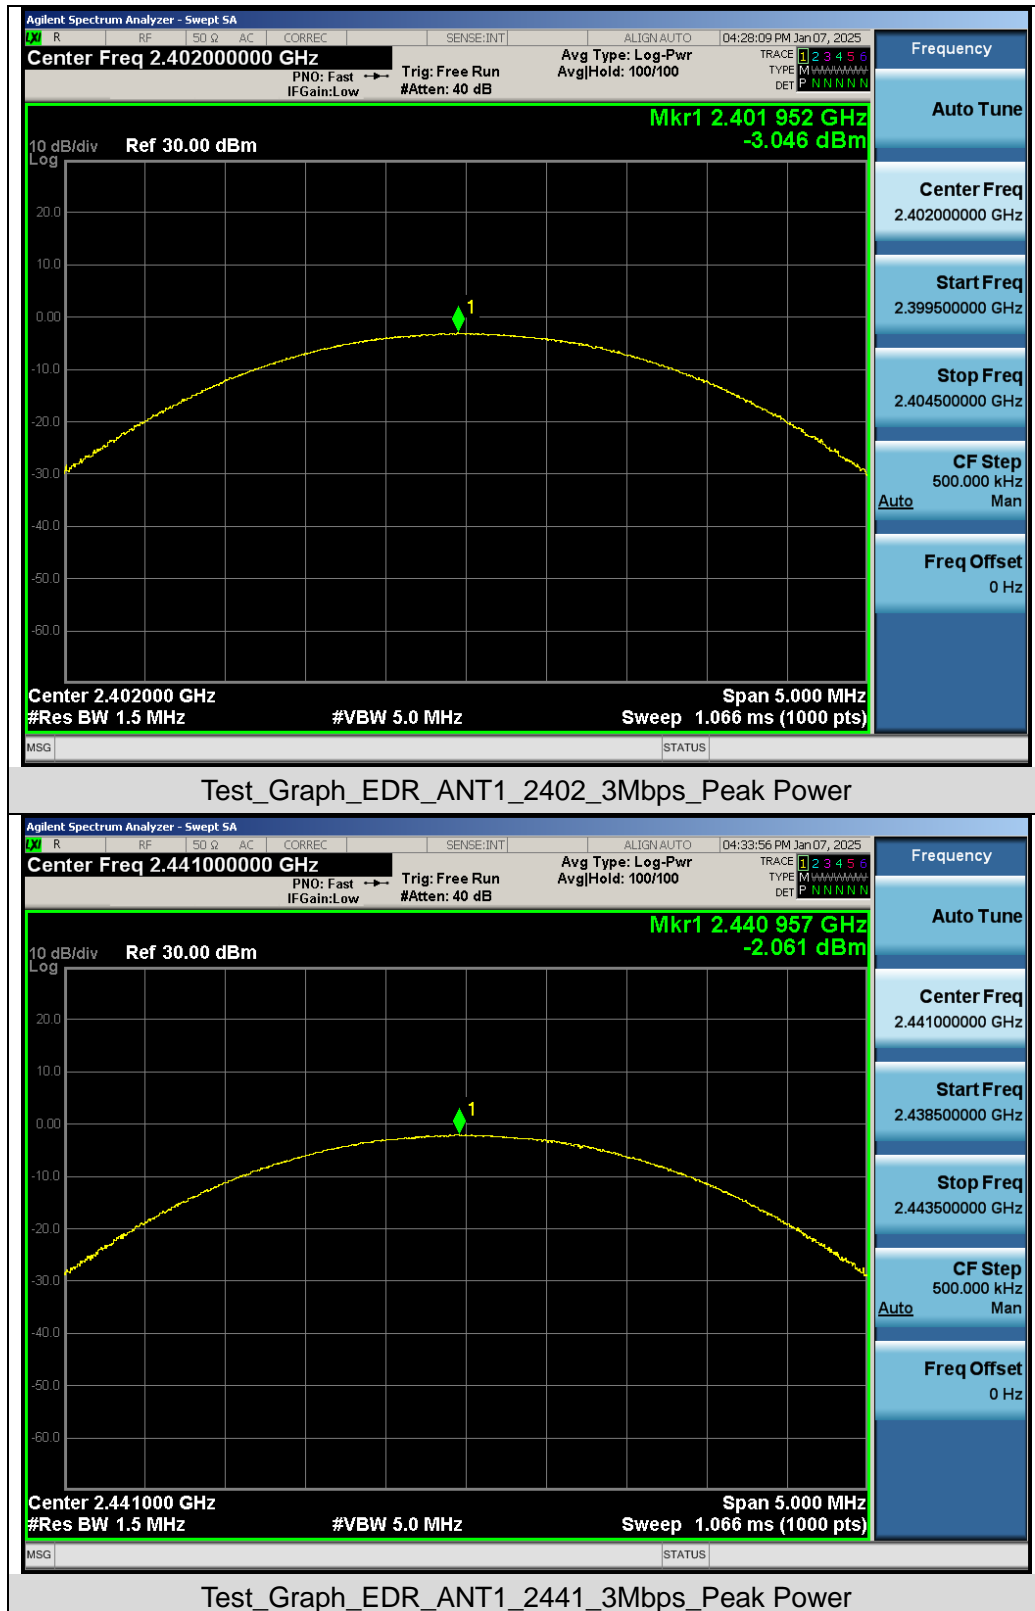 Agilent Spectrum Analyzer - Swept SA
LXI R RF 50 Ω AC CORREC SENSE:INT ALIGN AUTO 04:28:09 PM Jan 07, 2025
Center Freq 2.402000000 GHz
PNO: Fast
IFGain:Low
Trig: Free Run
#Atten: 40 dB
Avg Type: Log-Pwr
Avg|Hold: 100/100
TRACE 1 2 3 4 5 6
TYPE M
DET P N N N N N
Mkr1 2.401 952 GHz
-3.046 dBm
10 dB/div Ref 30.00 dBm
Log
20.0
10.0
0.00
-10.0
-20.0
-30.0
-40.0
-50.0
-60.0
1
Center 2.402000 GHz Span 5.000 MHz
#Res BW 1.5 MHz #VBW 5.0 MHz Sweep 1.066 ms (1000 pts)
MSG STATUS
Frequency
Auto Tune
Center Freq
2.402000000 GHz
Start Freq
2.399500000 GHz
Stop Freq
2.404500000 GHz
CF Step
500.000 kHz
Auto Man
Freq Offset
0 Hz
Test_Graph_EDR_ANT1_2402_3Mbps_Peak Power
Agilent Spectrum Analyzer - Swept SA
LXI R RF 50 Ω AC CORREC SENSE:INT ALIGN AUTO 04:33:56 PM Jan 07, 2025
Center Freq 2.441000000 GHz
PNO: Fast
IFGain:Low
Trig: Free Run
#Atten: 40 dB
Avg Type: Log-Pwr
Avg|Hold: 100/100
TRACE 1 2 3 4 5 6
TYPE M
DET P N N N N N
Mkr1 2.440 957 GHz
-2.061 dBm
10 dB/div Ref 30.00 dBm
Log
20.0
10.0
0.00
-10.0
-20.0
-30.0
-40.0
-50.0
-60.0
1
Center 2.441000 GHz Span 5.000 MHz
#Res BW 1.5 MHz #VBW 5.0 MHz Sweep 1.066 ms (1000 pts)
MSG STATUS
Frequency
Auto Tune
Center Freq
2.441000000 GHz
Start Freq
2.438500000 GHz
Stop Freq
2.443500000 GHz
CF Step
500.000 kHz
Auto Man
Freq Offset
0 Hz
Test_Graph_EDR_ANT1_2441_3Mbps_Peak Power